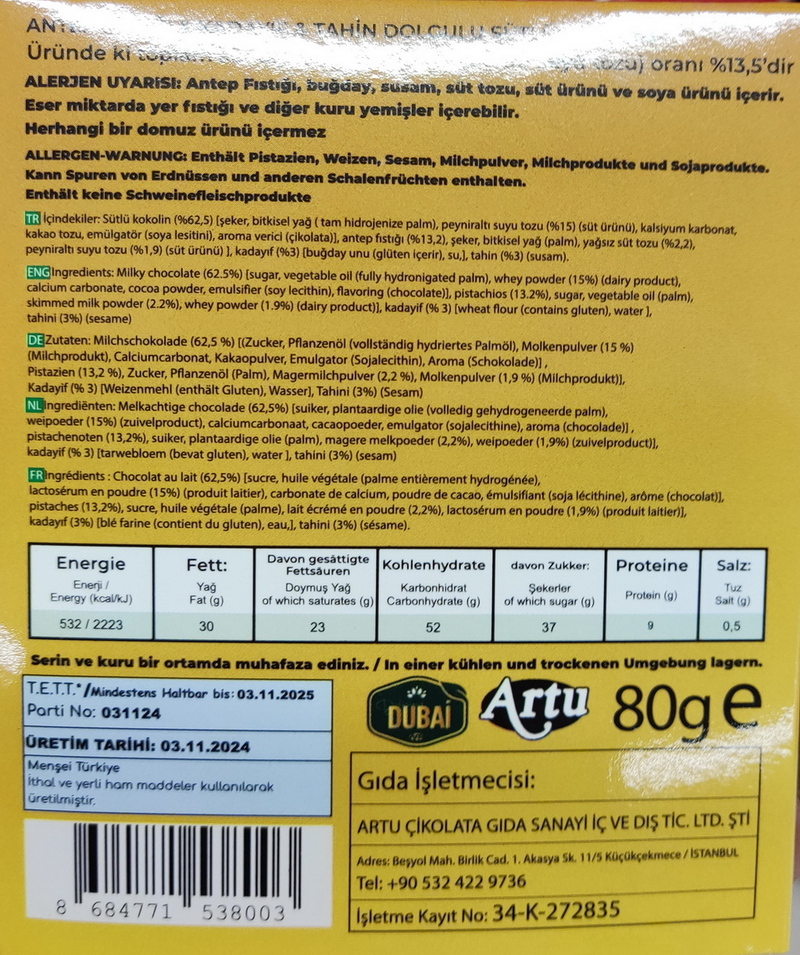 & TAHİN DOLGULU
Üründe ki oranı %13,5'dir
ALERJEN UYARISI: Antep Fıstığı, buğday, susam, süt tozu, süt ürünü ve soya ürünü içerir.
Eser miktarda yer fıstığı ve diğer kuru yemişler içerebilir.
Herhangi bir domuz ürünü içermez
ALLERGEN-WARNUNG: Enthält Pistazien, Weizen, Sesam, Milchpulver, Milchprodukte und Sojaprodukte.
Kann Spuren von Erdnüssen und anderen Schalenfrüchten enthalten.
Enthält keine Schweinefleischprodukte
TR İçindekiler: Sütlü kokolin (%62,5) [şeker, bitkisel yağ ( tam hidrojenize palm), peyniraltı suyu tozu (%15) (süt ürünü), kalsiyum karbonat,
kakao tozu, emülgatör (soya lesitini), aroma verici (çikolata)], antep fıstığı (%13,2), şeker, bitkisel yağ (palm), yağsız süt tozu (%2,2),
peyniraltı suyu tozu (%1,9) (süt ürünü) ], kadayıf (%3) [buğday unu (glüten içerir), su,], tahin (%3) (susam).
ENG Ingredients: Milky chocolate (62.5%) [sugar, vegetable oil (fully hydronigated palm), whey powder (15%) (dairy product),
calcium carbonate, cocoa powder, emulsifier (soy lecithin), flavoring (chocolate)], pistachios (13.2%), sugar, vegetable oil (palm),
skimmed milk powder (2.2%), whey powder (1.9%) (dairy product)], kadayif (% 3) [wheat flour (contains gluten), water ],
tahini (3%) (sesame)
DE Zutaten: Milchschokolade (62,5 %) [(Zucker, Pflanzenöl (vollständig hydriertes Palmöl), Molkenpulver (15 %)
(Milchprodukt), Calciumcarbonat, Kakaopulver, Emulgator (Sojalecithin), Aroma (Schokolade)] ,
Pistazien (13,2 %), Zucker, Pflanzenöl (Palm), Magermilchpulver (2,2 %), Molkenpulver (1,9 %) (Milchprodukt)],
Kadayif (% 3) [Weizenmehl (enthält Gluten), Wasser], Tahini (3%) (Sesam)
NL Ingrediënten: Melkachtige chocolade (62,5%) [suiker, plantaardige olie (volledig gehydrogeneerde palm),
weipoeder (15%) (zuivelproduct), calciumcarbonaat, cacaopoeder, emulgator (sojalecithine), aroma (chocolade)] ,
pistachenoten (13,2%), suiker, plantaardige olie (palm), magere melkpoeder (2,2%), weipoeder (1,9%) (zuivelproduct)],
kadayif (% 3) [tarwebloem (bevat gluten), water ], tahini (3%) (sesam)
FR Ingrédients : Chocolat au lait (62,5%) [sucre, huile végétale (palme entièrement hydrogénée),
lactosérum en poudre (15%) (produit laitier), carbonate de calcium, poudre de cacao, émulsifiant (soja lécithine), arôme (chocolat)],
pistaches (13,2%), sucre, huile végétale (palme), lait écrémé en poudre (2,2%), lactosérum en poudre (1,9%) (produit laitier)],
kadayıf (3%) [blé farine (contient du gluten), eau,], tahini (3%) (sésame).
Energie Fett: Davon gesättigte Fettsäuren Kohlenhydrate davon Zukker: Proteine Salz:
Enerji / Energy (kcal/kJ) Yağ Fat (g) Doymuş Yağ of which saturates (g) Karbonhidrat Carbonhydrate (g) Şekerler of which sugar (g) Protein (g) Tuz Salt (g)
532 / 2223 30 23 52 37 9 0,5
Serin ve kuru bir ortamda muhafaza ediniz. / In einer kühlen und trockenen Umgebung lagern.
T.E.T.T.*/Mindestens Haltbar bis: 03.11.2025
Parti No: 031124
ÜRETİM TARİHİ: 03.11.2024
Menşei Türkiye
İthal ve yerli ham maddeler kullanılarak
üretilmiştir.
8 684771 538003
DUBAİ
Artu
80g e
Gıda İşletmecisi:
ARTU ÇİKOLATA GIDA SANAYİ İÇ VE DIŞ TİC. LTD. ŞTİ
Adres: Beşyol Mah. Birlik Cad. 1. Akasya Sk. 11/5 Küçükçekmece / İSTANBUL
Tel: +90 532 422 9736
İşletme Kayıt No: 34-K-272835